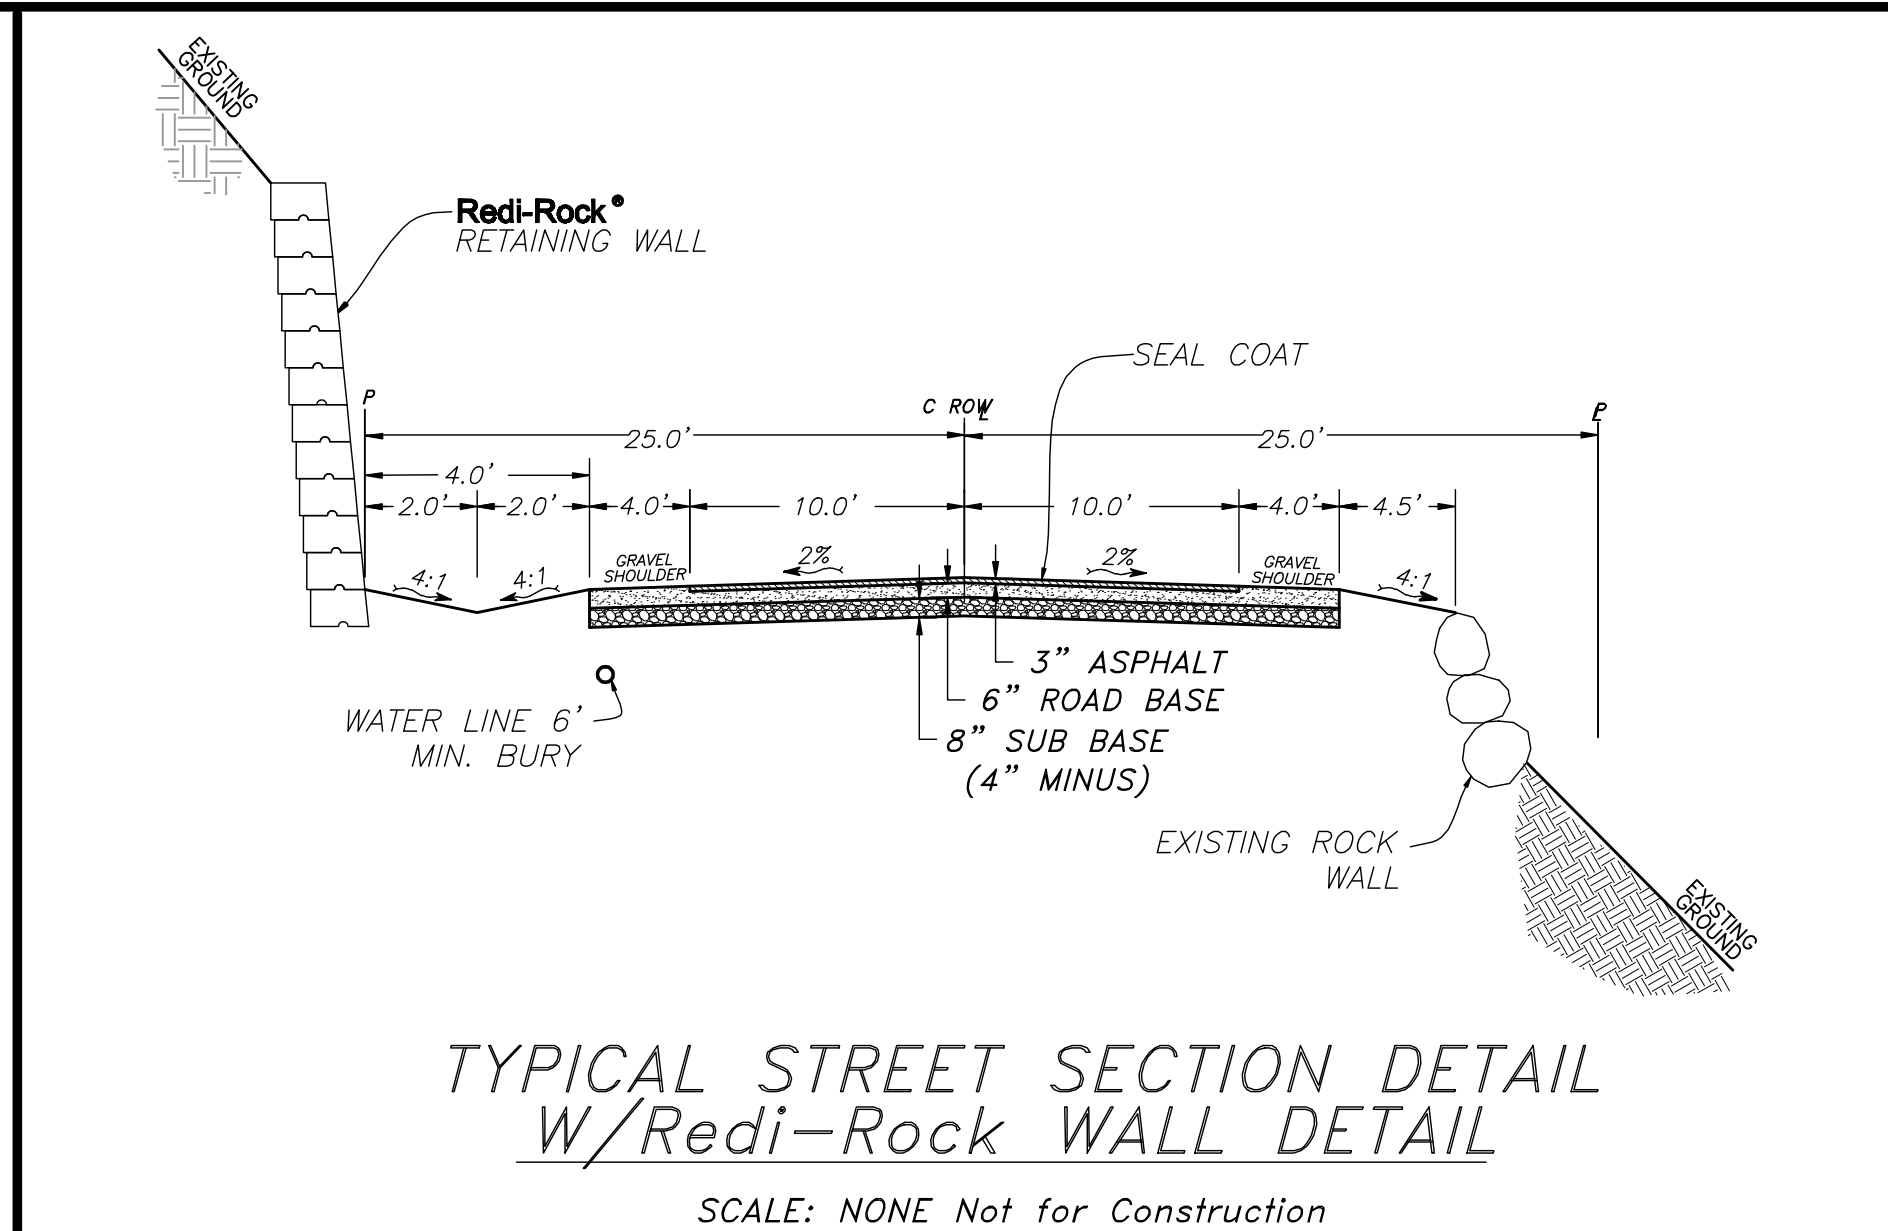 EXISTING
GROUND
Redi-Rock®
RETAINING WALL
SEAL COAT
P
C ROW
L
P
L
25.0'
25.0'
4.0'
2.0'
2.0'
4.0'
10.0'
10.0'
4.0'
4.5'
4:1
4:1
GRAVEL
SHOULDER
2%
2%
GRAVEL
SHOULDER
4:1
3" ASPHALT
6" ROAD BASE
8" SUB BASE
(4" MINUS)
WATER LINE 6'
MIN. BURY
EXISTING ROCK
WALL
EXISTING
GROUND
TYPICAL STREET SECTION DETAIL
W/Redi-Rock WALL DETAIL
SCALE: NONE Not for Construction